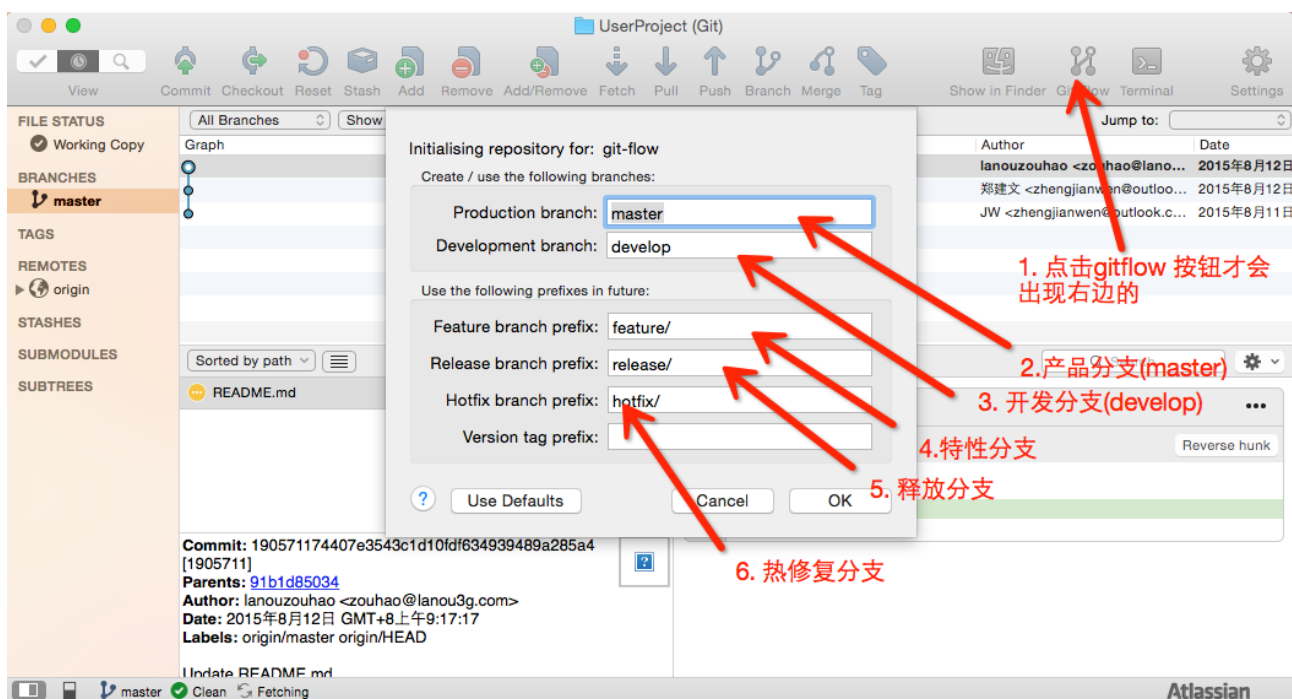 UserProject (Git)
View Commit Checkout Reset Stash Add Remove Add/Remove Fetch Pull Push Branch Merge Tag Show in Finder Git Flow Terminal Settings
FILE STATUS
Working Copy
BRANCHES
master
TAGS
REMOTES
origin
STASHES
SUBMODULES
SUBTREES
All Branches Show Jump to:
Graph Author Date
lanouzouhao <zouhao@lano... 2015年8月12日
郑建文 <zhengjianwen@outloo... 2015年8月12日
JW <zhengjianwen@outlook.c... 2015年8月11日
Initialising repository for: git-flow
Create / use the following branches:
Production branch: master
Development branch: develop
Use the following prefixes in future:
Feature branch prefix: feature/
Release branch prefix: release/
Hotfix branch prefix: hotfix/
Version tag prefix:
? Use Defaults Cancel OK
1. 点击gitflow 按钮才会
出现右边的
2.产品分支(master)
3. 开发分支(develop)
4.特性分支
5. 释放分支
6. 热修复分支
Sorted by path
README.md
Reverse hunk
Commit: 190571174407e3543c1d10fdf634939489a285a4
[1905711]
Parents: 91b1d85034
Author: lanouzouhao <zouhao@lanou3g.com>
Date: 2015年8月12日 GMT+8上午9:17:17
Labels: origin/master origin/HEAD
Update README.md
master Clean Fetching
Atlassian